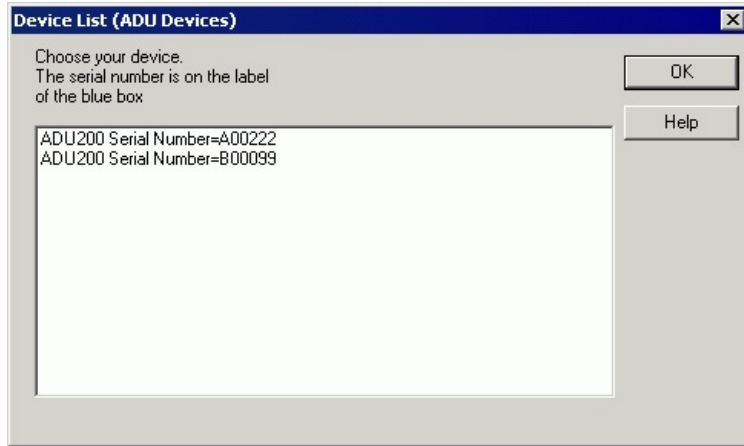 Device List (ADU Devices)
Choose your device.
The serial number is on the label
of the blue box
OK
Help
ADU200 Serial Number=A00222
ADU200 Serial Number=B00099